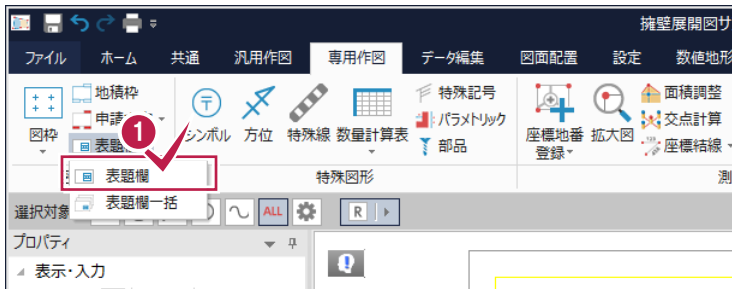 擁壁展開図サ
ファイル ホーム 共通 汎用作図 専用作図 データ編集 図面配置 設定 数値地形
地積枠 特殊記号 面積調整
申請 シンボル 方位 特殊線 数量計算表 パラメトリック 座標地番 拡大図 交点計算
図枠 表題 部品 登録 座標結線
1
表題欄 特殊図形 測
表題欄一括
選択対象 ALL R
プロパティ
表示・入力